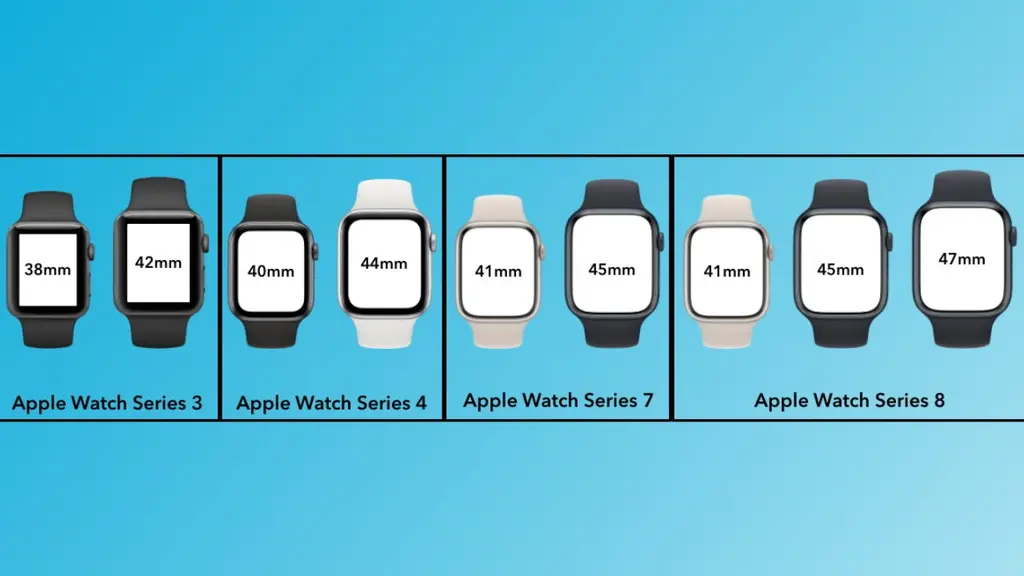 38mm
42mm
Apple Watch Series 3
40mm
44mm
Apple Watch Series 4
41mm
45mm
Apple Watch Series 7
41mm
45mm
47mm
Apple Watch Series 8